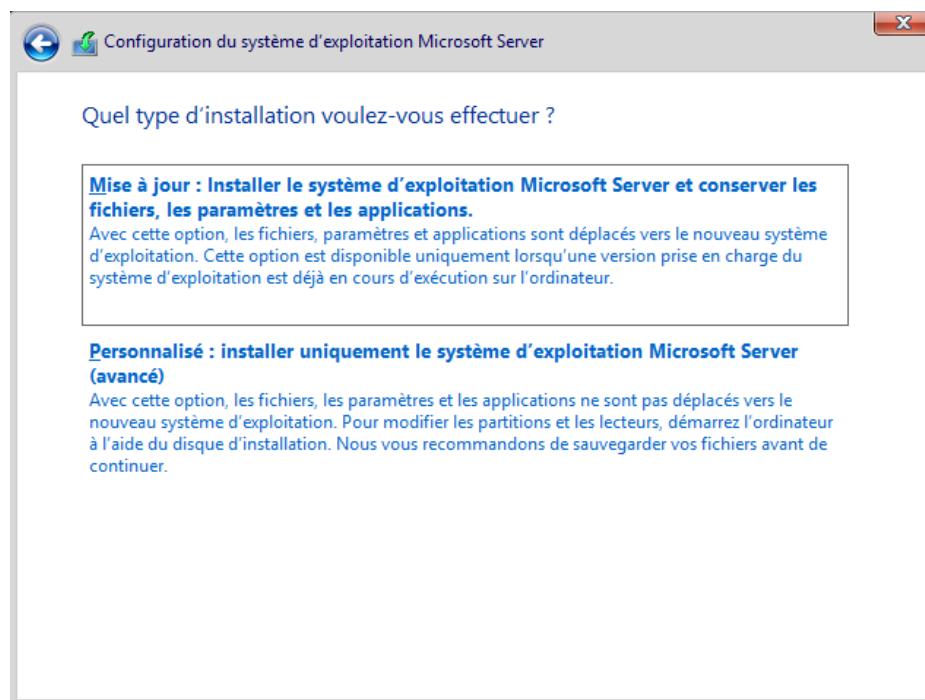 Configuration du système d'exploitation Microsoft Server
Quel type d'installation voulez-vous effectuer ?
Mise à jour : Installer le système d'exploitation Microsoft Server et conserver les
fichiers, les paramètres et les applications.
Avec cette option, les fichiers, paramètres et applications sont déplacés vers le nouveau système
d'exploitation. Cette option est disponible uniquement lorsqu'une version prise en charge du
système d'exploitation est déjà en cours d'exécution sur l'ordinateur.
Personnalisé : installer uniquement le système d'exploitation Microsoft Server
(avancé)
Avec cette option, les fichiers, les paramètres et les applications ne sont pas déplacés vers le
nouveau système d'exploitation. Pour modifier les partitions et les lecteurs, démarrez l'ordinateur
à l'aide du disque d'installation. Nous vous recommandons de sauvegarder vos fichiers avant de
continuer.